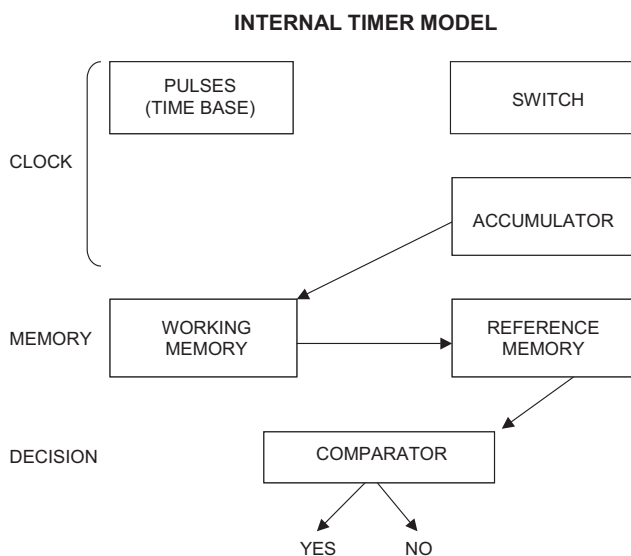 INTERNAL TIMER MODEL
PULSES
(TIME BASE)
SWITCH
CLOCK
ACCUMULATOR
MEMORY
WORKING
MEMORY
REFERENCE
MEMORY
DECISION
COMPARATOR
YES
NO